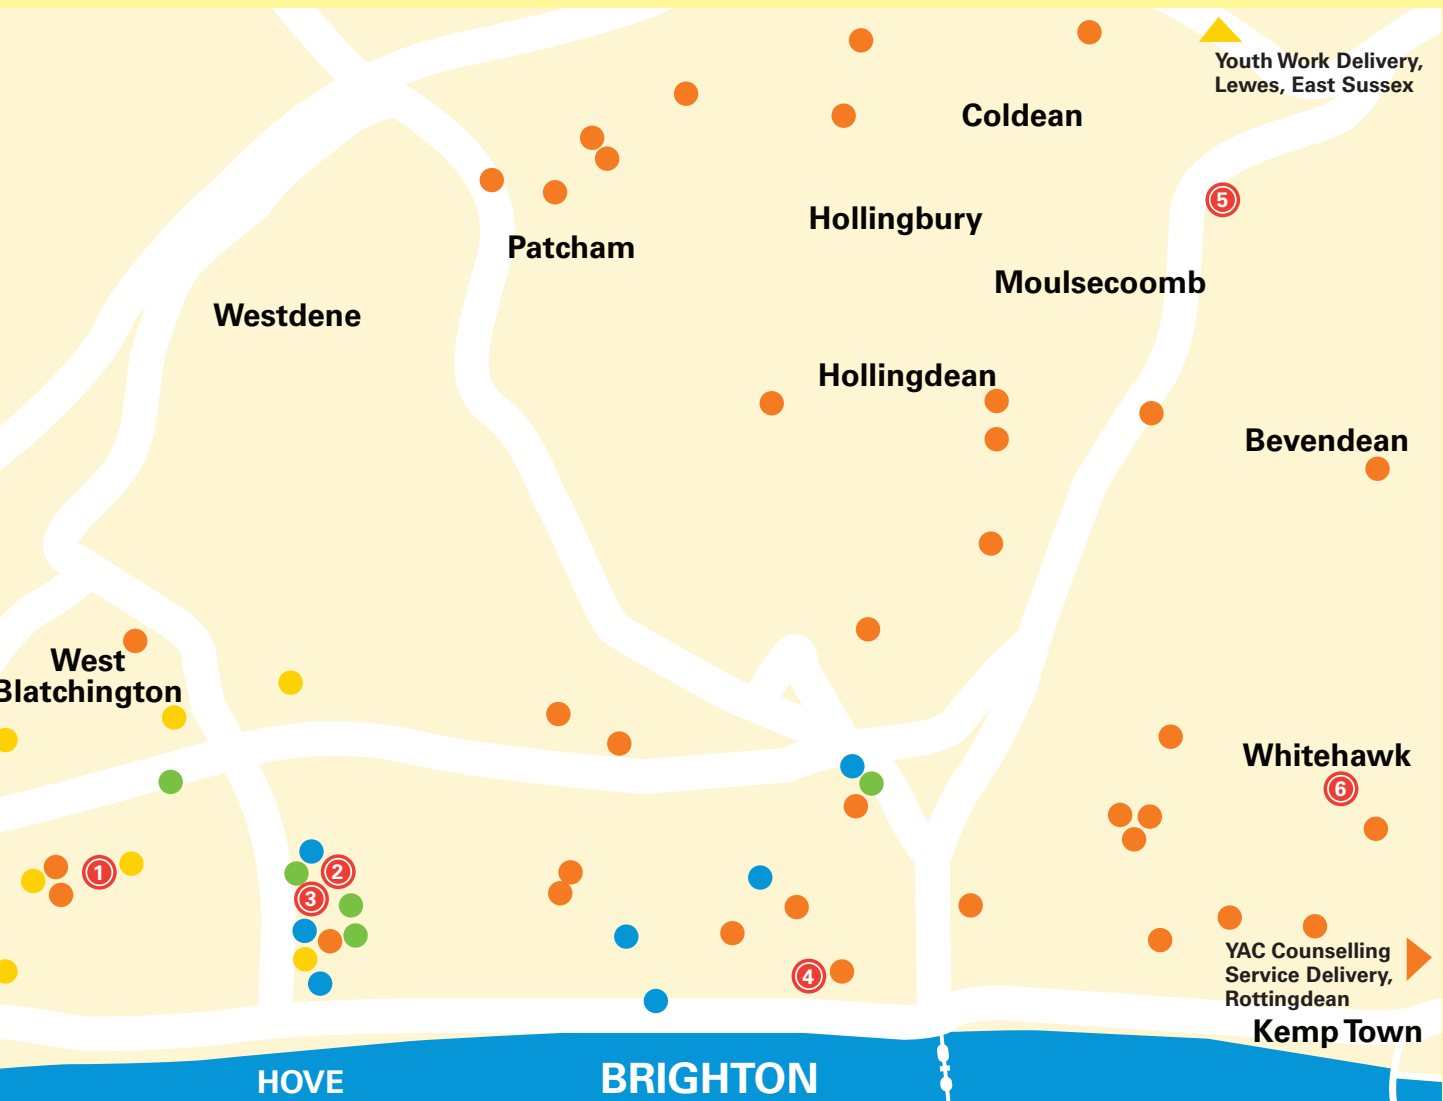 Youth Work Delivery,
Lewes, East Sussex
Coldean
5
Hollingbury
Patcham
Moulsecoomb
Westdene
Hollingdean
Bevendean
West
Blatchington
Whitehawk
6
1
2
3
4
YAC Counselling
Service Delivery,
Rottingdean
Kemp Town
HOVE
BRIGHTON